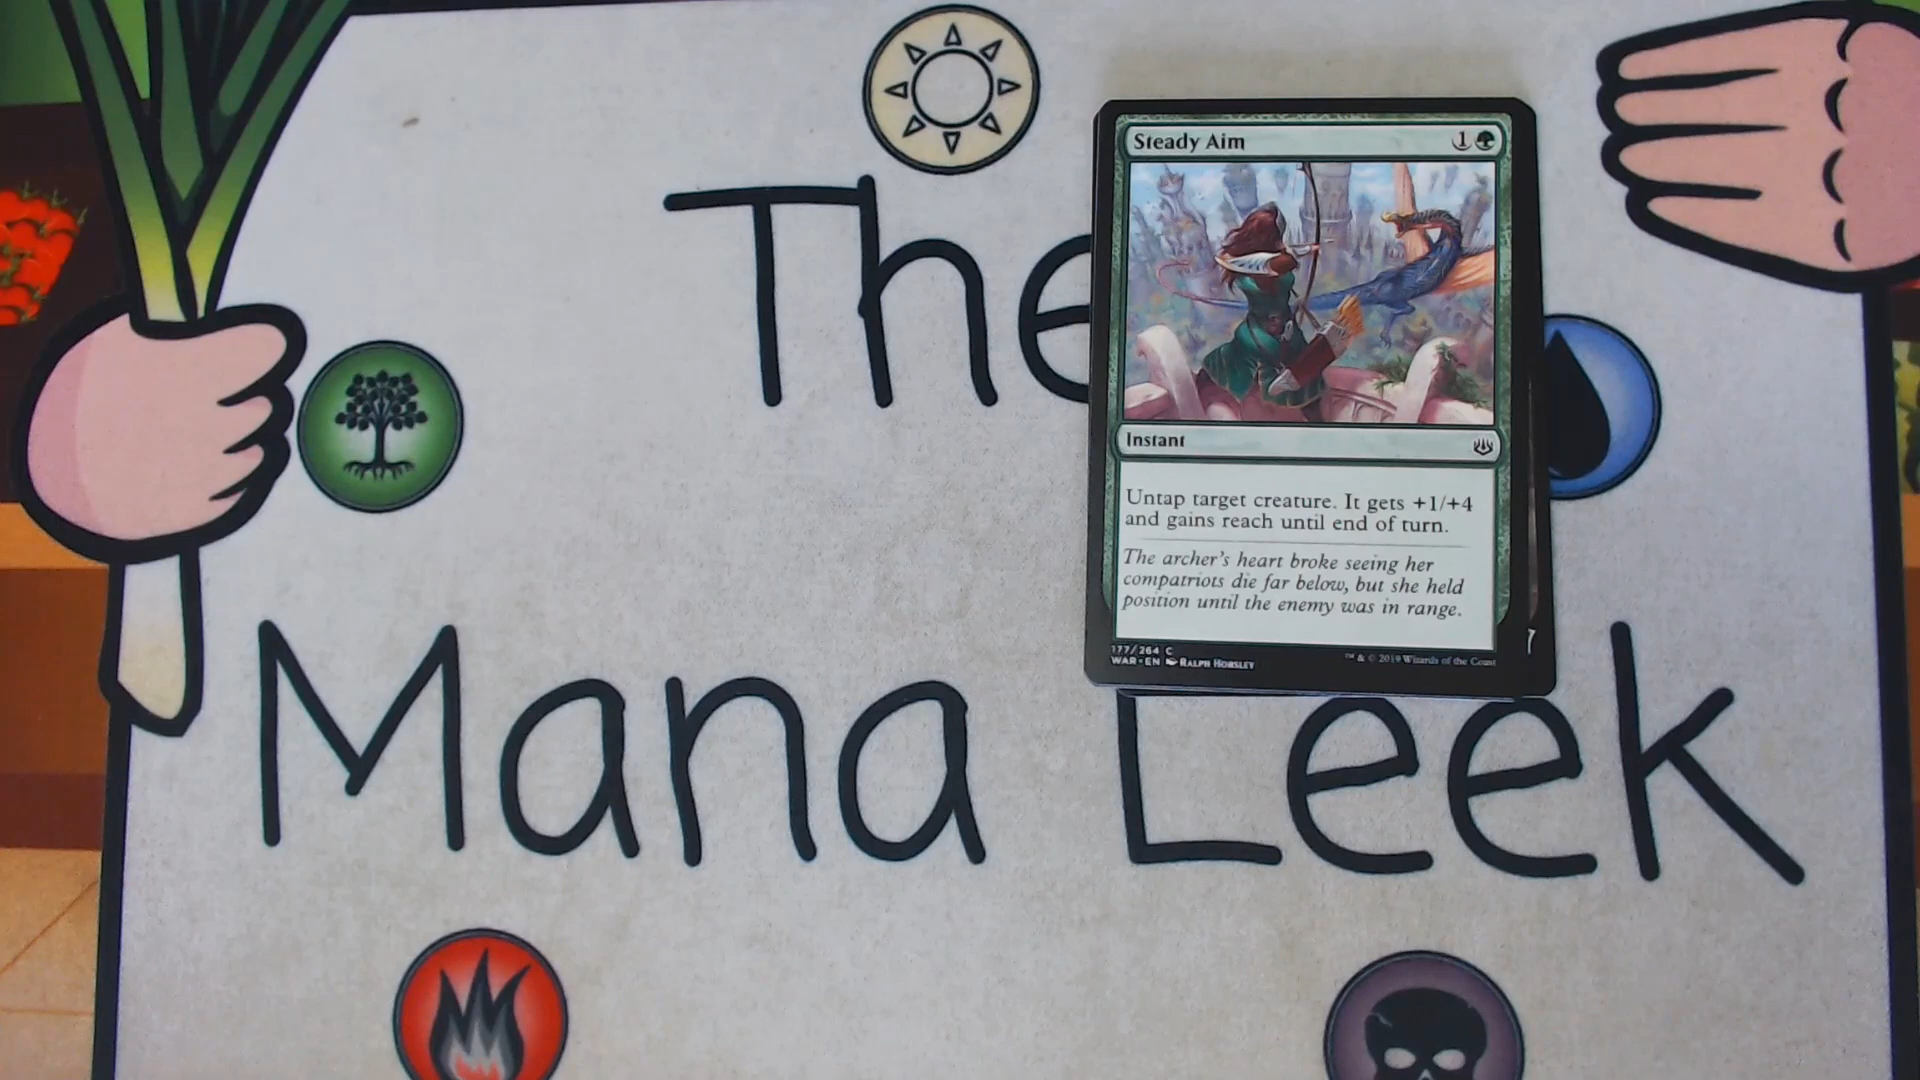 The
Steady Aim 1
Instant
Untap target creature. It gets +1/+4
and gains reach until end of turn.
The archer's heart broke seeing her
compatriots die far below, but she held
position until the enemy was in range.
177/264 C
WAR • EN Ralph Horsley
™ & © 2019 Wizards of the Coast
7
Mana Leek